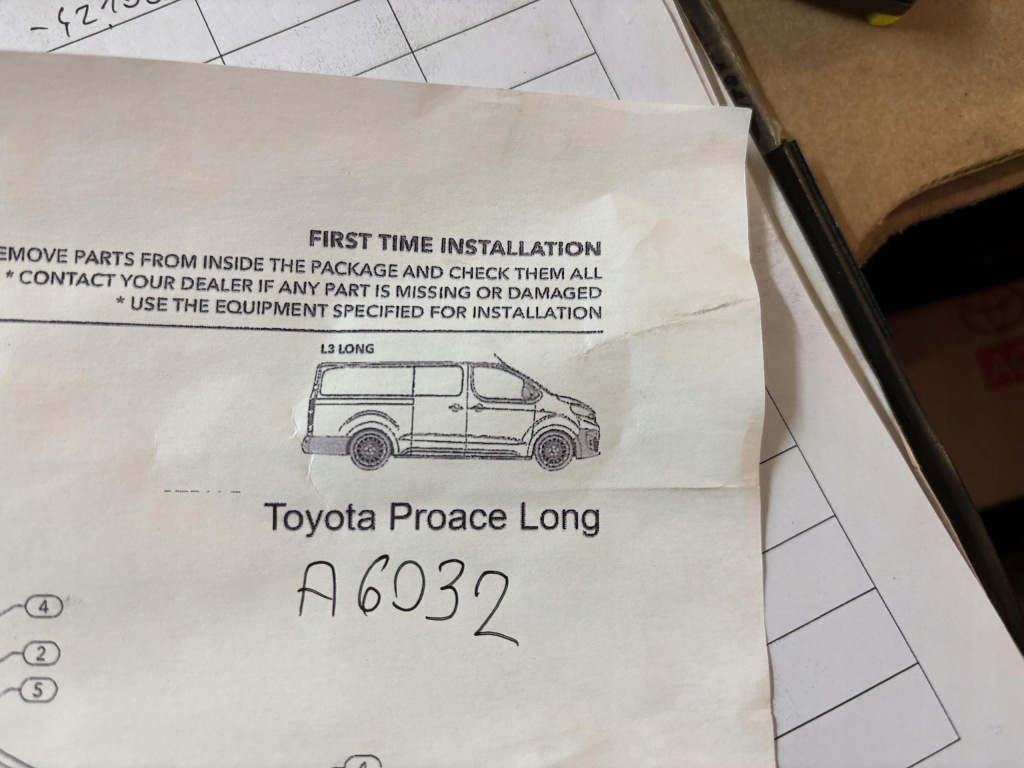 FIRST TIME INSTALLATION
EMOVE PARTS FROM INSIDE THE PACKAGE AND CHECK THEM ALL
* CONTACT YOUR DEALER IF ANY PART IS MISSING OR DAMAGED
* USE THE EQUIPMENT SPECIFIED FOR INSTALLATION
L3 LONG
Toyota Proace Long
A6032
4
2
5